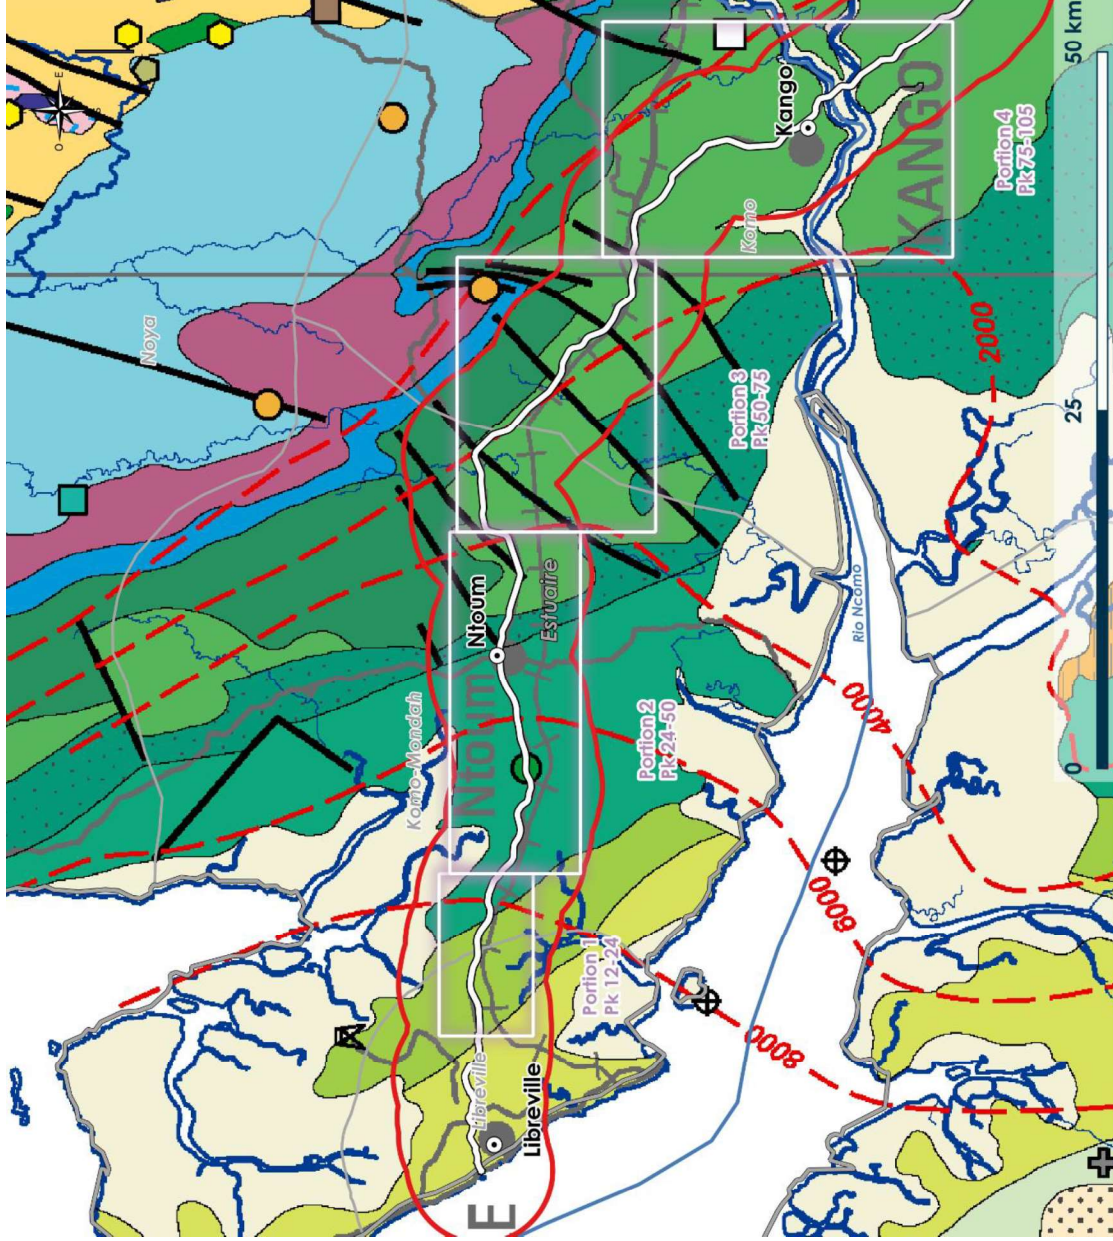 E
O
Noya
Komo-Mondah
Ntoum
Libreville
Ntoum
E
Libreville
Estuaire
Portion 1
Pk 12-24
Portion 2
Pk 24-50
Portion 3
Pk 50-75
Komo
Kango
8000
6000
Rio Ncomo
4000
KANGO
2000
Portion 4
Pk 75-105
0 25 50 km